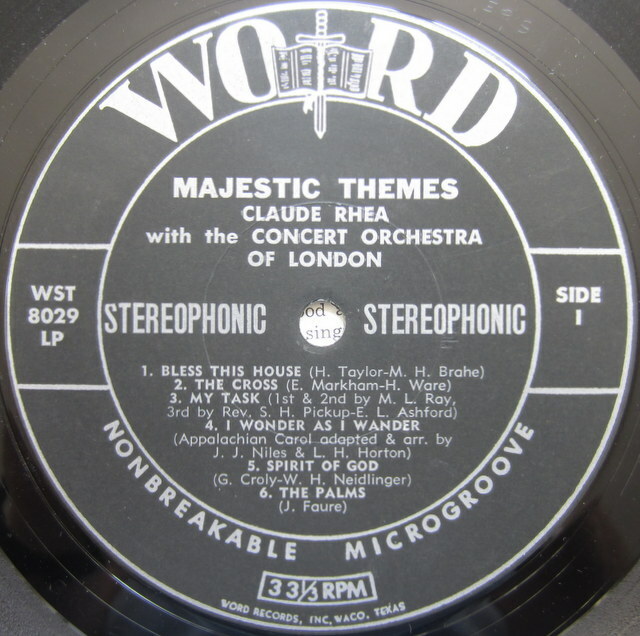 WORD
MAJESTIC THEMES
CLAUDE RHEA
with the CONCERT ORCHESTRA
OF LONDON
WST
8029
LP
SIDE
I
STEREOPHONIC
STEREOPHONIC
sing
1. BLESS THIS HOUSE (H. Taylor-M. H. Brahe)
2. THE CROSS (E. Markham-H. Ware)
3. MY TASK (1st & 2nd by M. L. Ray,
3rd by Rev. S. H. Pickup-E. L. Ashford)
4. I WONDER AS I WANDER
(Appalachian Carol adapted & arr. by
J. J. Niles & L. H. Horton)
5. SPIRIT OF GOD
(G. Croly-W. H. Neidlinger)
6. THE PALMS
(J. Faure)
NONBREAKABLE MICROGROOVE
33⅓ RPM
WORD RECORDS, INC, WACO, TEXAS